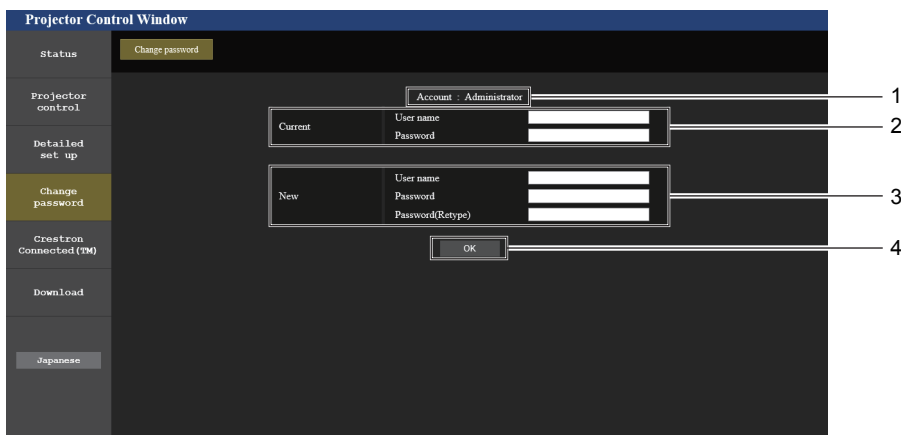 Projector Control Window
Status
Change password
Projector
control
Detailed
set up
Change
password
Crestron
Connected(TM)
Download
Japanese
Account : Administrator
1
Current
User name
Password
2
New
User name
Password
Password(Retype)
3
OK
4